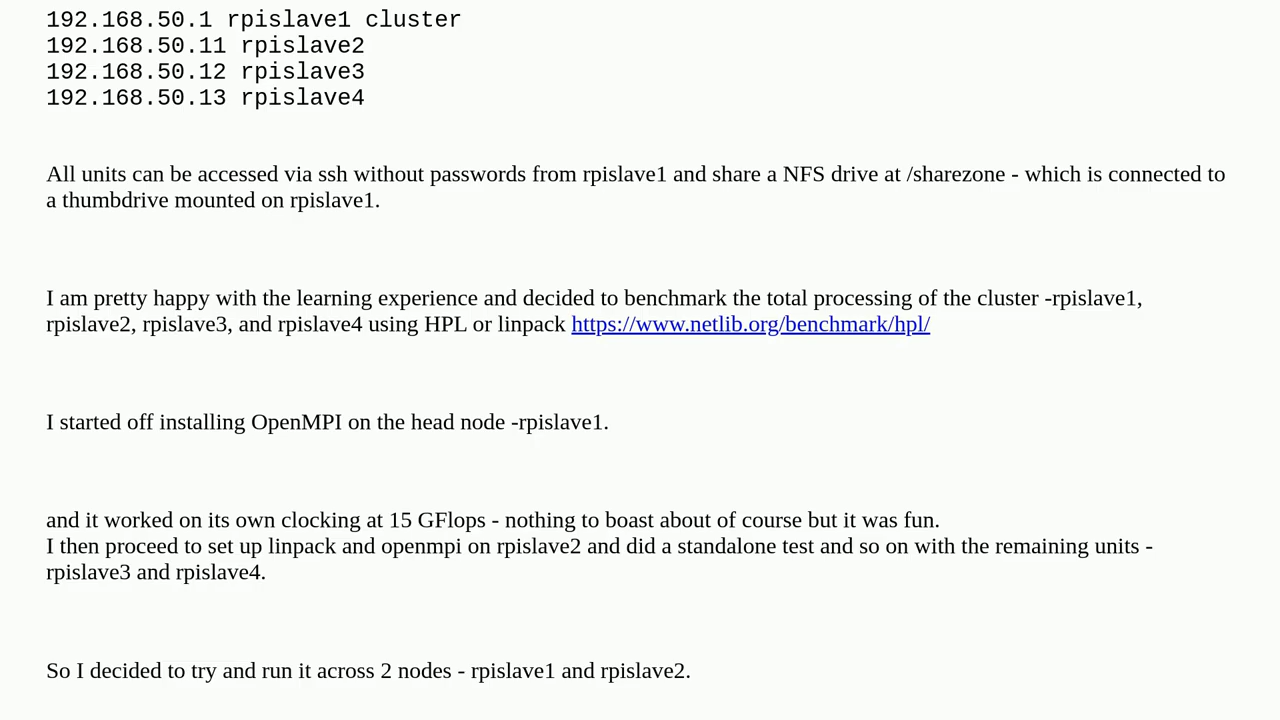 192.168.50.1 rpislave1 cluster
192.168.50.11 rpislave2
192.168.50.12 rpislave3
192.168.50.13 rpislave4
All units can be accessed via ssh without passwords from rpislave1 and share a NFS drive at /sharezone - which is connected to
a thumbdrive mounted on rpislave1.
I am pretty happy with the learning experience and decided to benchmark the total processing of the cluster -rpislave1,
rpislave2, rpislave3, and rpislave4 using HPL or linpack https://www.netlib.org/benchmark/hpl/
I started off installing OpenMPI on the head node -rpislave1.
and it worked on its own clocking at 15 GFlops - nothing to boast about of course but it was fun.
I then proceed to set up linpack and openmpi on rpislave2 and did a standalone test and so on with the remaining units -
rpislave3 and rpislave4.
So I decided to try and run it across 2 nodes - rpislave1 and rpislave2.